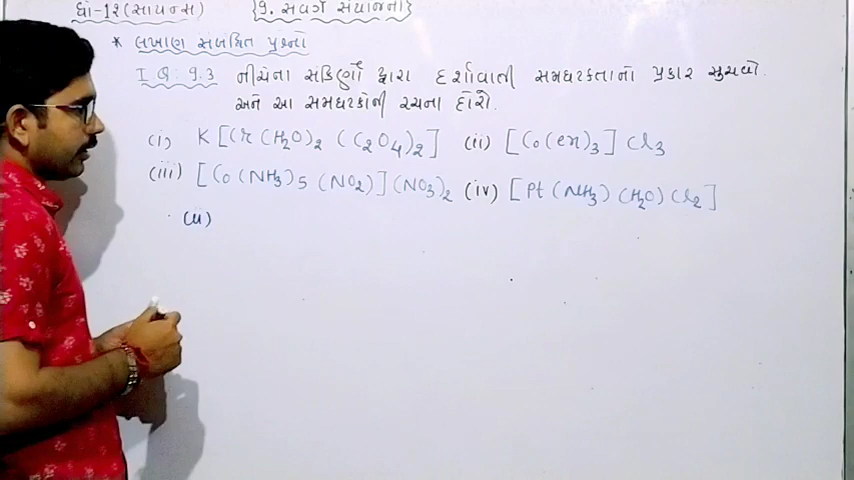 ધો-12 (સાયન્સ) {9. સવર્ગ સંયોજનો}
* લખાણ સંબંધિત પ્રશ્નો
I Q: 9.3 નીચેના સંકિર્ણો દ્વારા દર્શાવાતી સમઘટકતાનો પ્રકાર સુચવો.
અને આ સમઘટકોની રચના દોરો.
(i) K[Cr(H₂O)₂ (C₂O₄)₂] (ii) [Co(en)₃] Cl₃
(iii) [Co(NH₃)5 (NO₂)](NO₃)₂ (iv) [Pt(NH₃)(H₂O)Cl₂]
(ii)